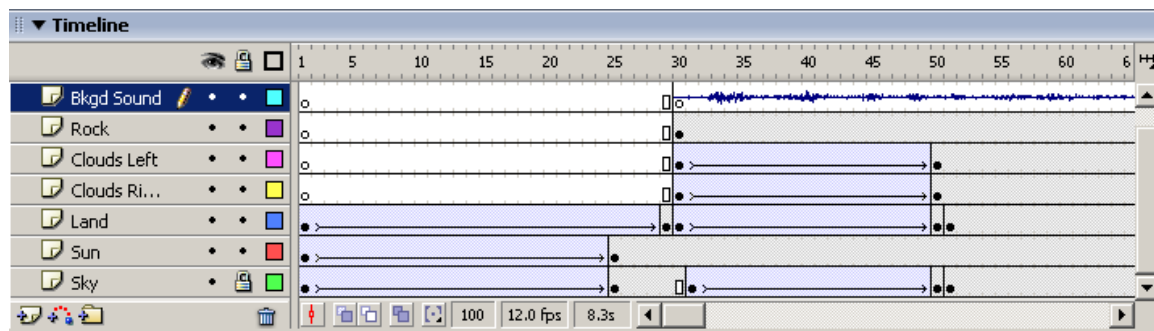 Timeline
1 5 10 15 20 25 30 35 40 45 50 55 60 6
Bkgd Sound
Rock
Clouds Left
Clouds Ri...
Land
Sun
Sky
100 12.0 fps 8.3s